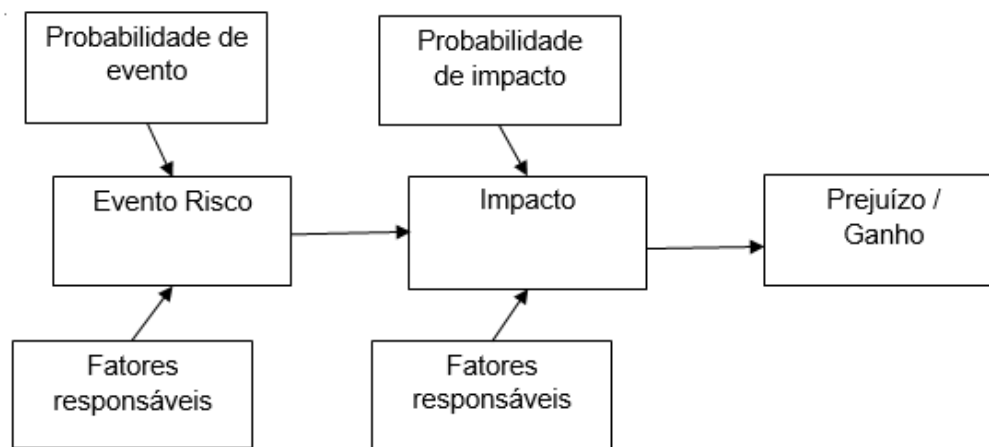 Probabilidade de
evento
Probabilidade
de impacto
Evento Risco
Impacto
Prejuízo /
Ganho
Fatores
responsáveis
Fatores
responsáveis